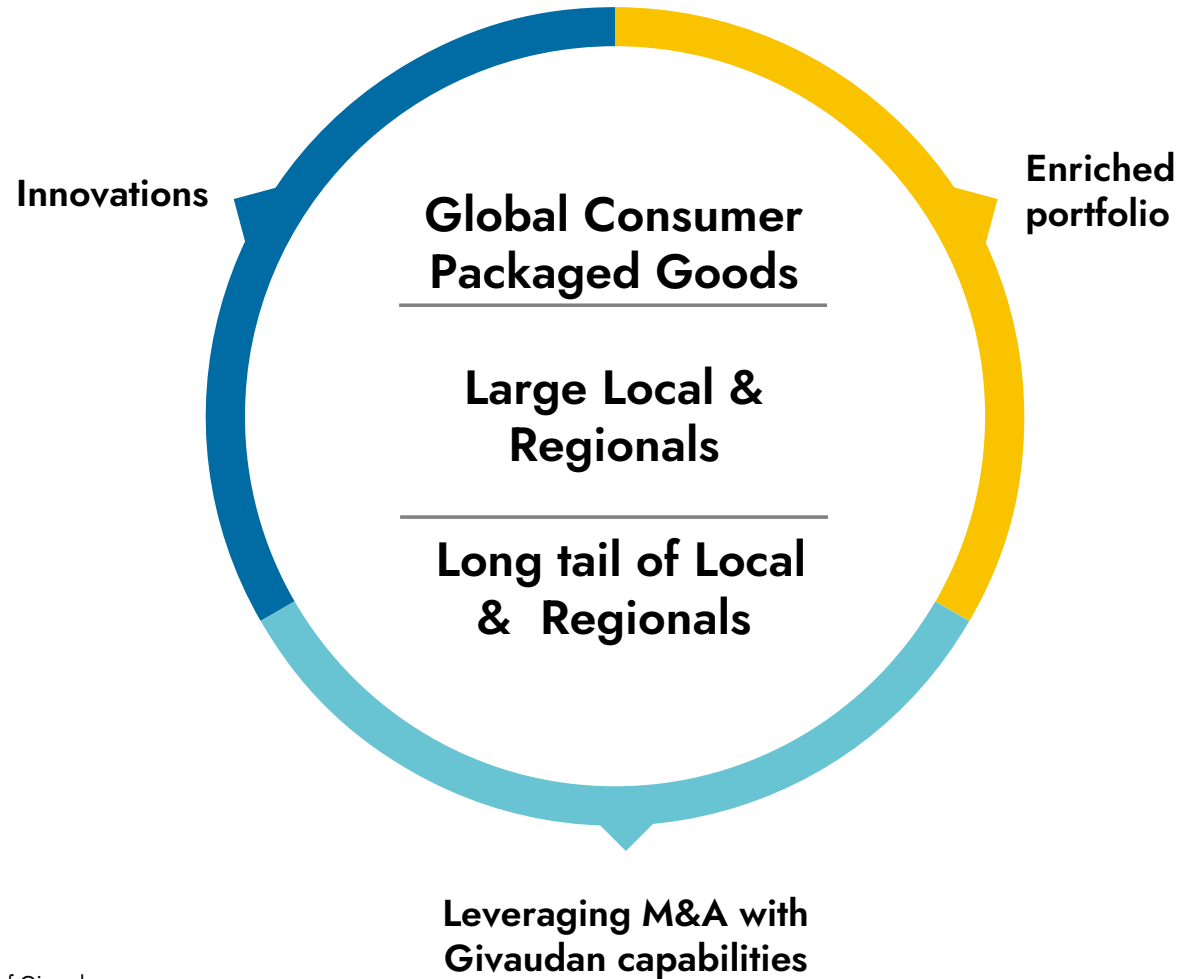 Innovations
Enriched
portfolio
Global Consumer
Packaged Goods
Large Local &
Regionals
Long tail of Local
& Regionals
Leveraging M&A with
Givaudan capabilities